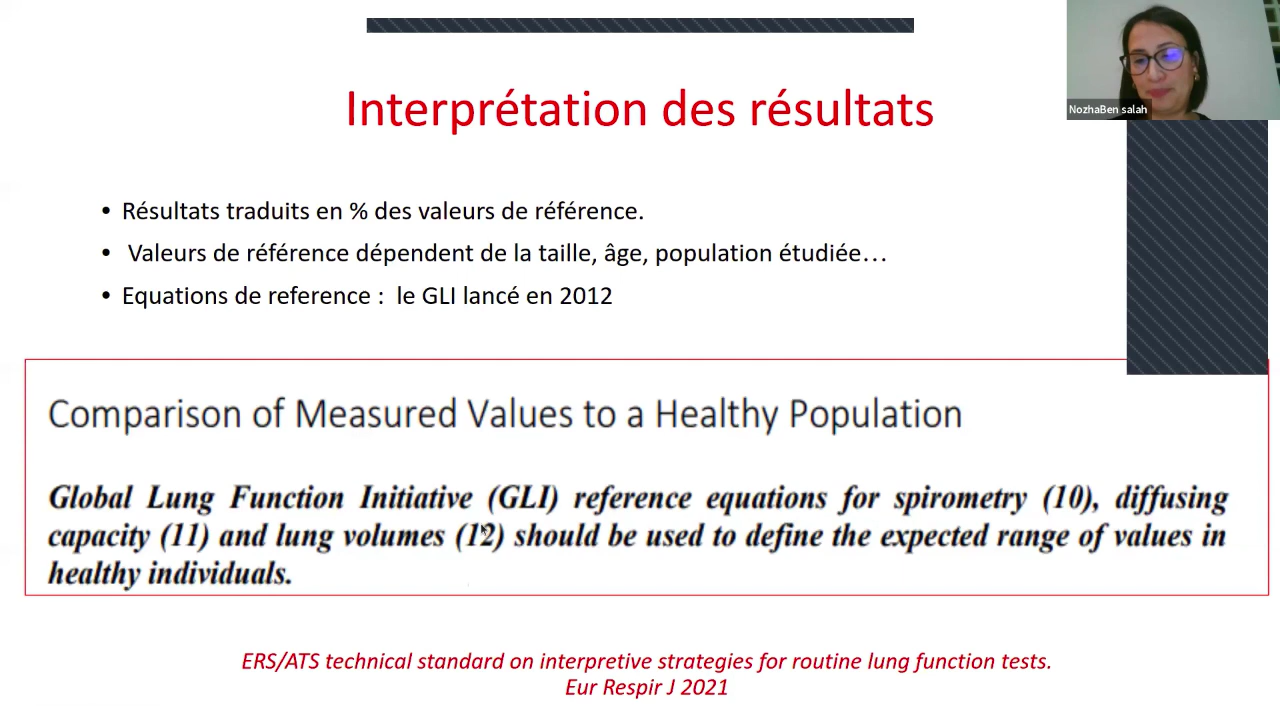 Interprétation des résultats
NozhaBen salah
• Résultats traduits en % des valeurs de référence.
• Valeurs de référence dépendent de la taille, âge, population étudiée…
• Equations de reference : le GLI lancé en 2012
Comparison of Measured Values to a Healthy Population
Global Lung Function Initiative (GLI) reference equations for spirometry (10), diffusing
capacity (11) and lung volumes (12) should be used to define the expected range of values in
healthy individuals.
ERS/ATS technical standard on interpretive strategies for routine lung function tests.
Eur Respir J 2021